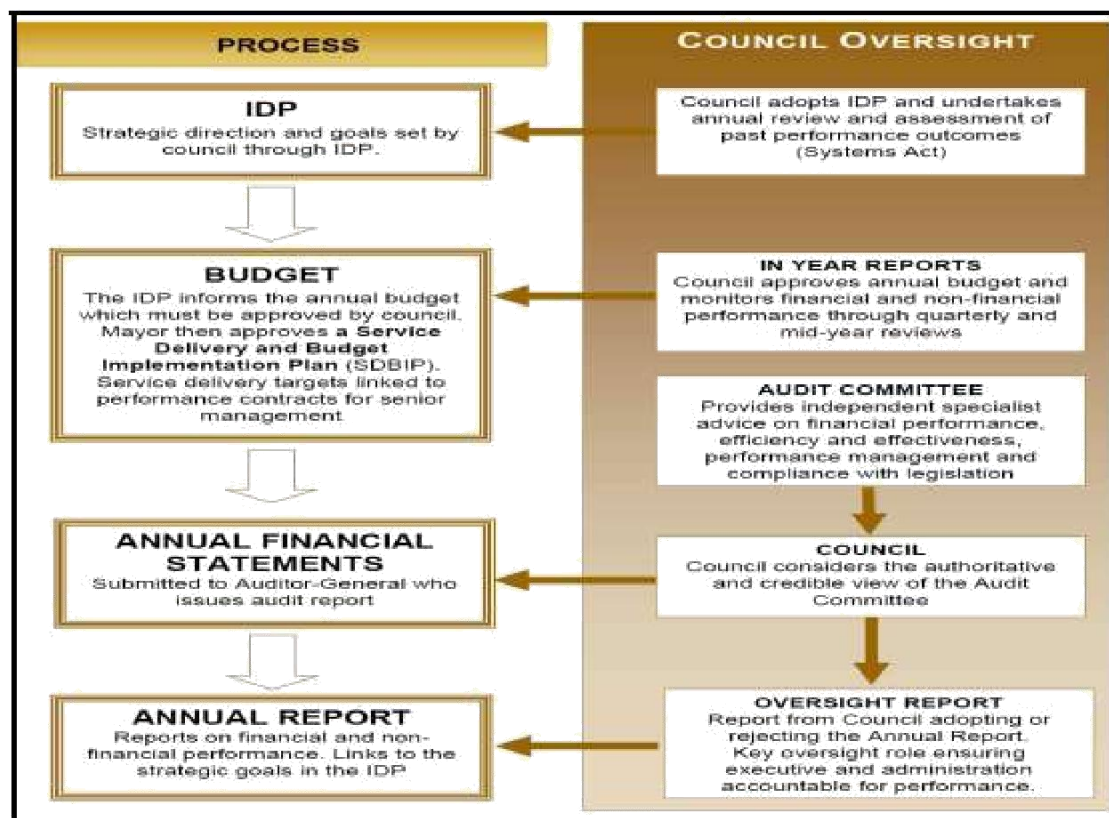 PROCESS
IDP
Strategic direction and goals set by
council through IDP.
BUDGET
The IDP informs the annual budget
which must be approved by council.
Mayor then approves a Service
Delivery and Budget
Implementation Plan (SDBIP).
Service delivery targets linked to
performance contracts for senior
management
ANNUAL FINANCIAL
STATEMENTS
Submitted to Auditor-General who
issues audit report
ANNUAL REPORT
Reports on financial and non-
financial performance. Links to the
strategic goals in the IDP
COUNCIL OVERSIGHT
Council adopts IDP and undertakes
annual review and assessment of
past performance outcomes
(Systems Act)
IN YEAR REPORTS
Council approves annual budget and
monitors financial and non-financial
performance through quarterly and
mid-year reviews
AUDIT COMMITTEE
Provides independent specialist
advice on financial performance,
efficiency and effectiveness,
performance management and
compliance with legislation
COUNCIL
Council considers the authoritative
and credible view of the Audit
Committee
OVERSIGHT REPORT
Report from Council adopting or
rejecting the Annual Report.
Key oversight role ensuring
executive and administration
accountable for performance.